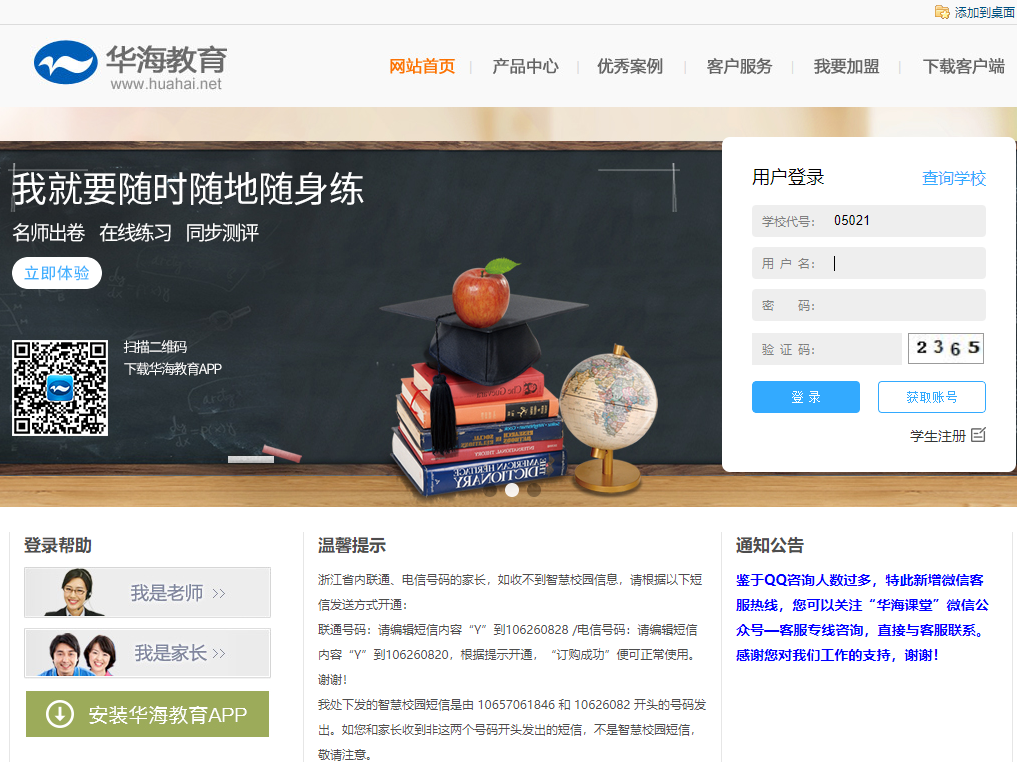 添加到桌面
华海教育
www.huahai.net
网站首页
产品中心
优秀案例
客户服务
我要加盟
下载客户端
我就要随时随地随身练
名师出卷 在线练习 同步测评
立即体验
扫描二维码
下载华海教育APP
用户登录
查询学校
学校代号： 05021
用 户 名：
密 码：
验 证 码：
2365
登 录
获取账号
学生注册
登录帮助
我是老师 >>
我是家长 >>
安装华海教育APP
温馨提示
浙江省内联通、电信号码的家长，如收不到智慧校园信息，请根据以下短
信发送方式开通：
联通号码：请编辑短信内容“Y”到106260828 /电信号码：请编辑短信
内容“Y”到106260820，根据提示开通，“订购成功”便可正常使用。
谢谢！
我处下发的智慧校园短信是由 10657061846 和 10626082 开头的号码发
出。如您和家长收到非这两个号码开头发出的短信，不是智慧校园短信，
敬请注意。
通知公告
鉴于QQ咨询人数过多，特此新增微信客
服热线，您可以关注“华海课堂”微信公
众号—客服专线咨询，直接与客服联系。
感谢您对我们工作的支持，谢谢！